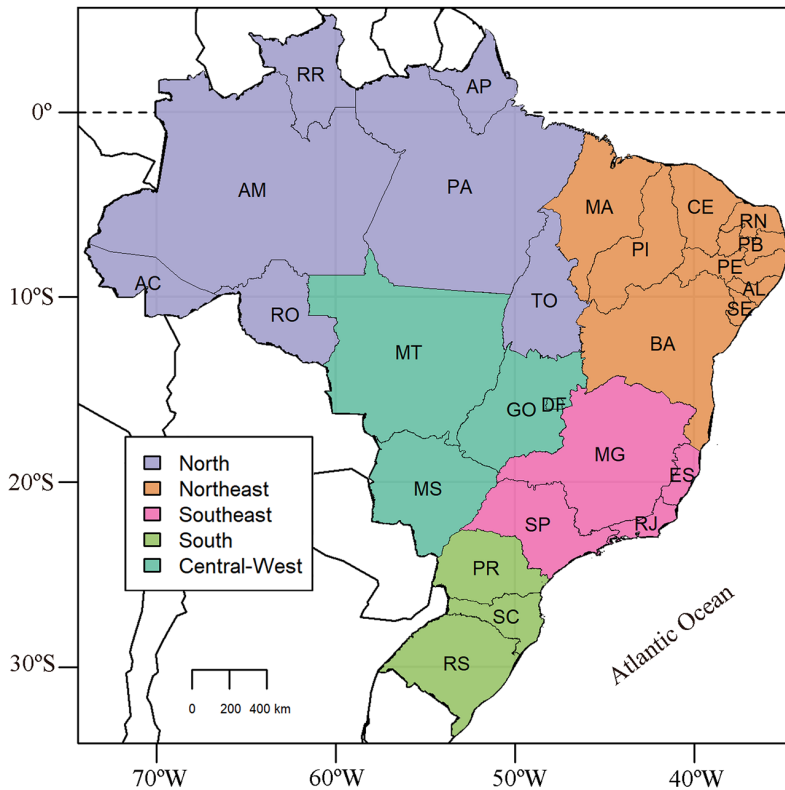 RR
AP
0º
AM
PA
MA
CE
RN
PI
PB
PE
AC
AL
10ºS
TO
SE
RO
BA
MT
GO
DF
MG
North
ES
20ºS
Northeast
MS
Southeast
SP
RJ
South
Central-West
PR
SC
Atlantic Ocean
30ºS
RS
0 200 400 km
70ºW 60ºW 50ºW 40ºW